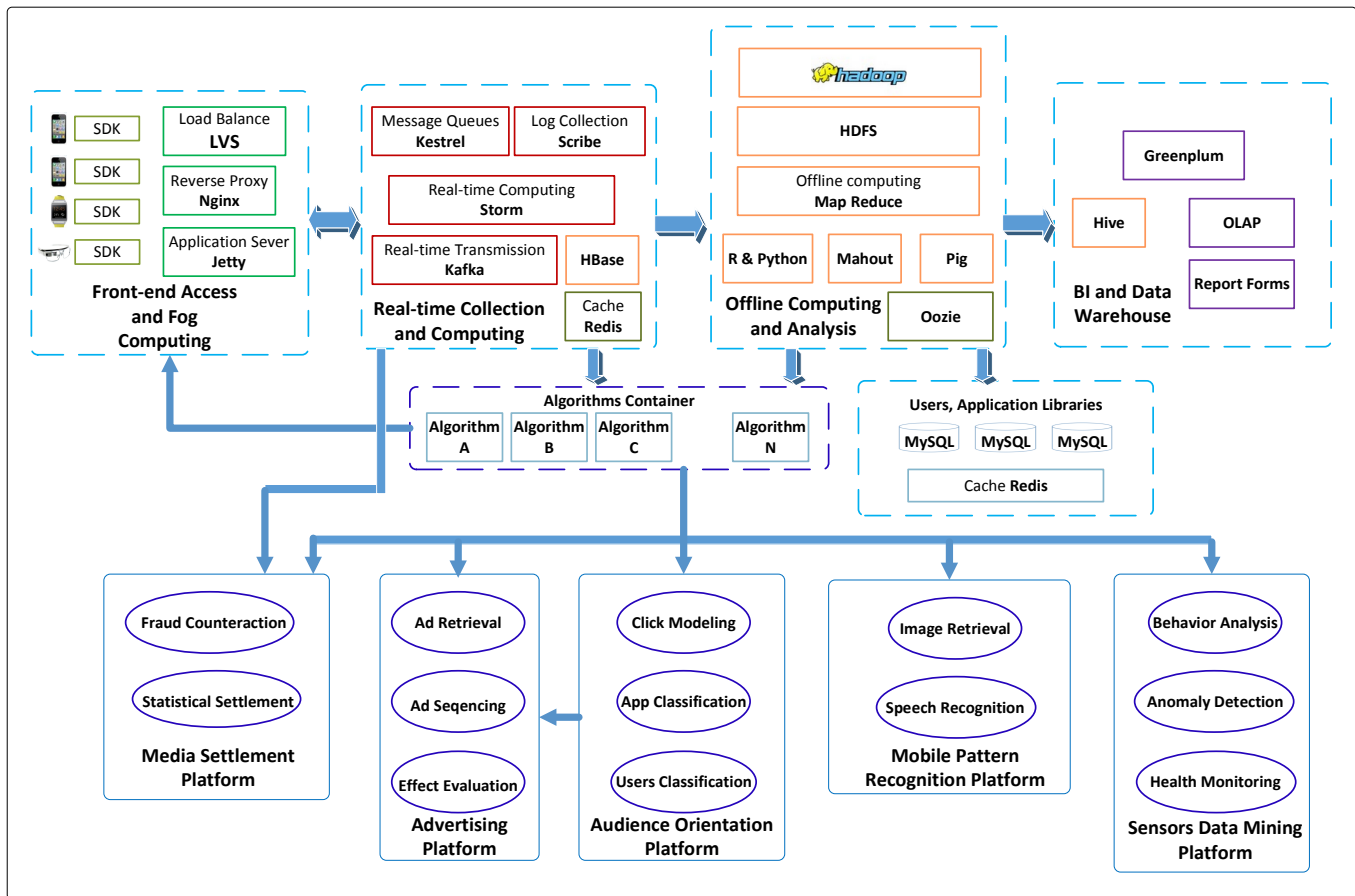 SDK
SDK
SDK
SDK
Load Balance
LVS
Reverse Proxy
Nginx
Application Sever
Jetty
Front-end Access
and Fog
Computing
Message Queues
Kestrel
Log Collection
Scribe
Real-time Computing
Storm
Real-time Transmission
Kafka
HBase
Cache
Redis
Real-time Collection
and Computing
hadoop
HDFS
Offline computing
Map Reduce
R & Python
Mahout
Pig
Oozie
Offline Computing
and Analysis
Greenplum
Hive
OLAP
Report Forms
BI and Data
Warehouse
Algorithms Container
Algorithm
A
Algorithm
B
Algorithm
C
Algorithm
N
Users, Application Libraries
MySQL
MySQL
MySQL
Cache Redis
Fraud Counteraction
Statistical Settlement
Media Settlement
Platform
Ad Retrieval
Ad Seqencing
Effect Evaluation
Advertising
Platform
Click Modeling
App Classification
Users Classification
Audience Orientation
Platform
Image Retrieval
Speech Recognition
Mobile Pattern
Recognition Platform
Behavior Analysis
Anomaly Detection
Health Monitoring
Sensors Data Mining
Platform